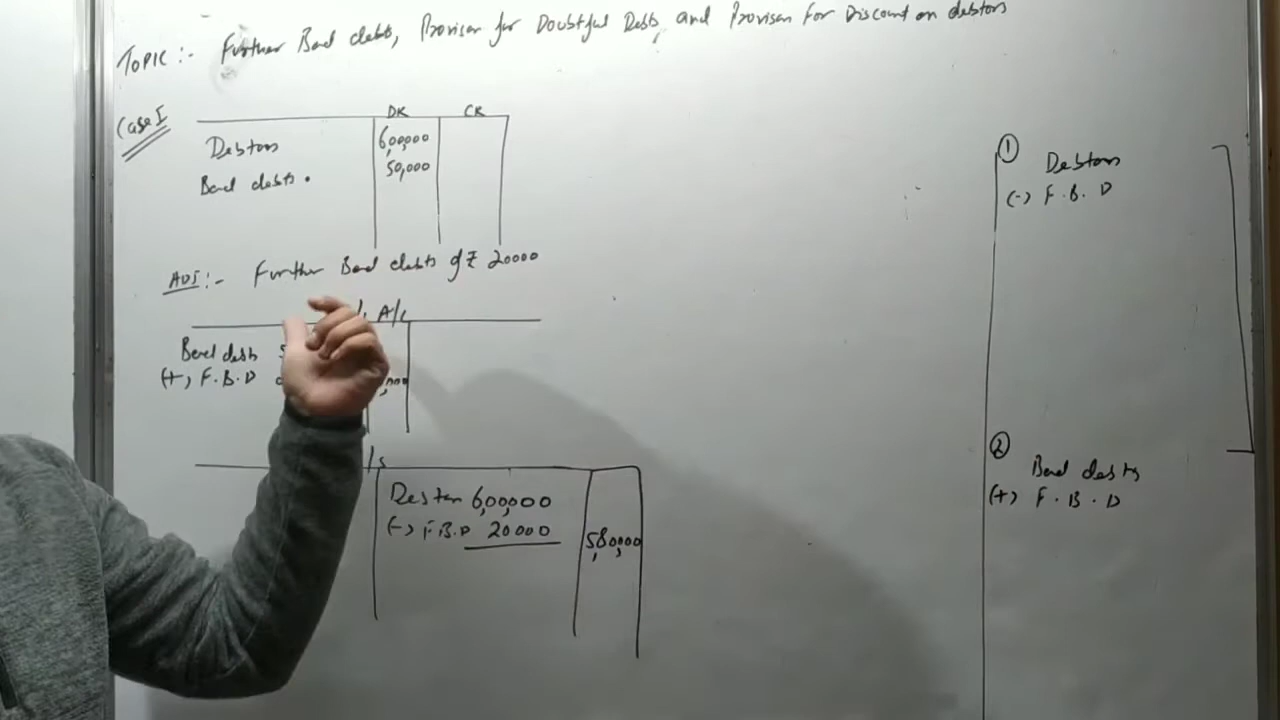 TOPIC :- Further Bad debts, Provison for Doubtful Debts, and Provison for Discount on debtors
Case I
DR CR
Debtors 6,00,000
Bad debts. 50,000
ADJ:- Further Bad debts of ₹ 20000
A/c
Bad debts
(+) F.B.D
Debtors 6,00,000
(-) F.B.D 20000 5,80,000
① Debtors
(-) F.B.D
② Bad debts
(+) F.B.D